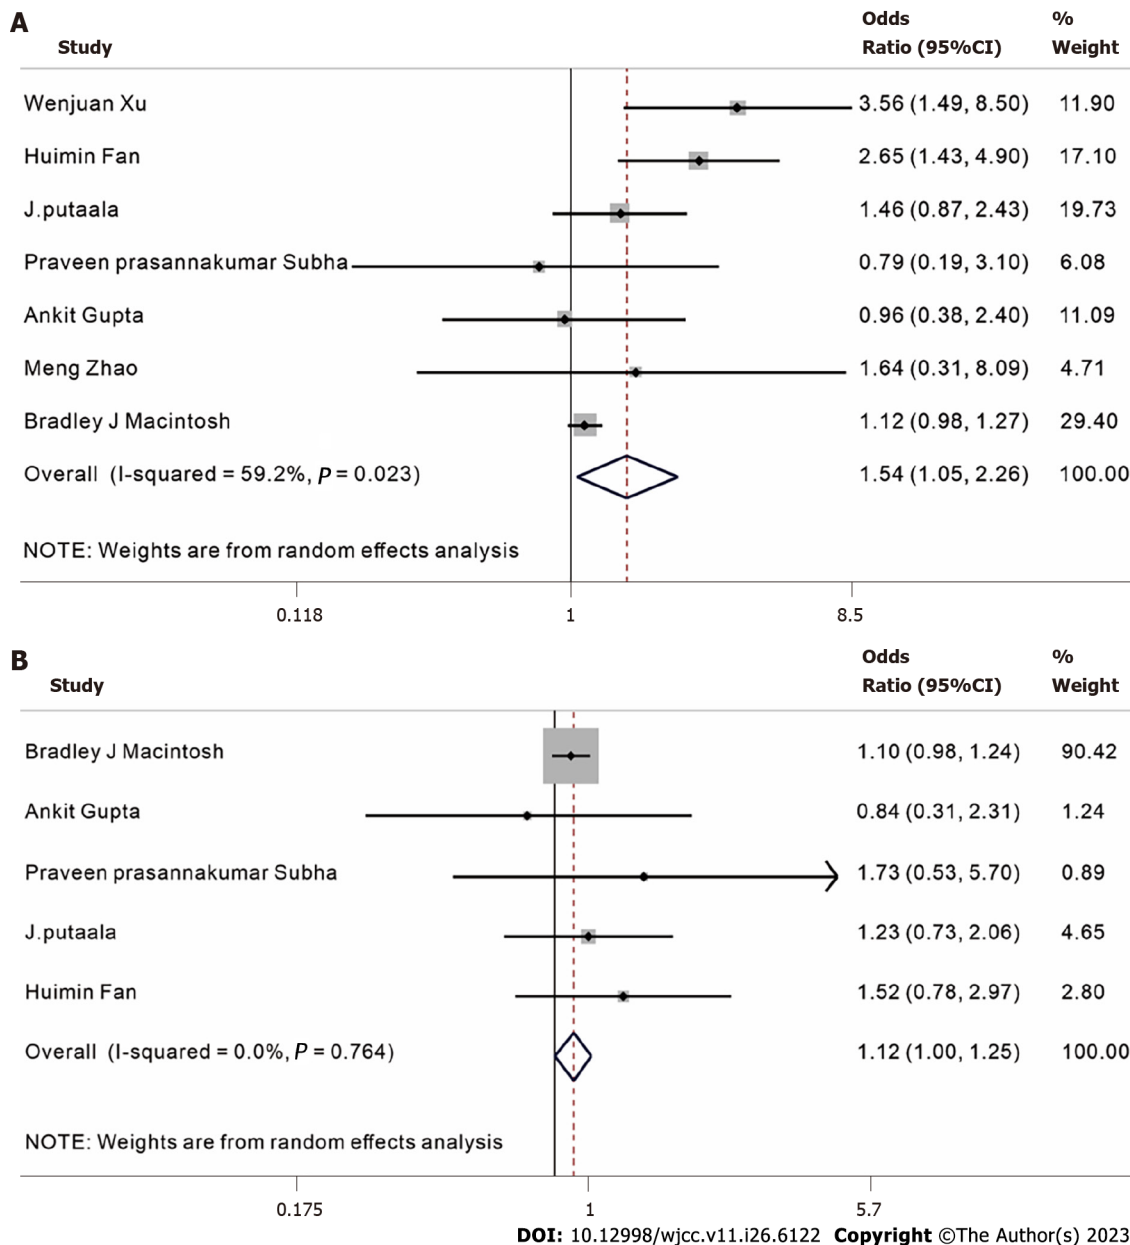 A
Study Odds Ratio (95%CI) % Weight
Wenjuan Xu 3.56 (1.49, 8.50) 11.90
Huimin Fan 2.65 (1.43, 4.90) 17.10
J.putaala 1.46 (0.87, 2.43) 19.73
Praveen prasannakumar Subha 0.79 (0.19, 3.10) 6.08
Ankit Gupta 0.96 (0.38, 2.40) 11.09
Meng Zhao 1.64 (0.31, 8.09) 4.71
Bradley J Macintosh 1.12 (0.98, 1.27) 29.40
Overall (I-squared = 59.2%, P = 0.023) 1.54 (1.05, 2.26) 100.00
NOTE: Weights are from random effects analysis
0.118 1 8.5
B
Study Odds Ratio (95%CI) % Weight
Bradley J Macintosh 1.10 (0.98, 1.24) 90.42
Ankit Gupta 0.84 (0.31, 2.31) 1.24
Praveen prasannakumar Subha 1.73 (0.53, 5.70) 0.89
J.putaala 1.23 (0.73, 2.06) 4.65
Huimin Fan 1.52 (0.78, 2.97) 2.80
Overall (I-squared = 0.0%, P = 0.764) 1.12 (1.00, 1.25) 100.00
NOTE: Weights are from random effects analysis
0.175 1 5.7
DOI: 10.12998/wjcc.v11.i26.6122 Copyright ©The Author(s) 2023